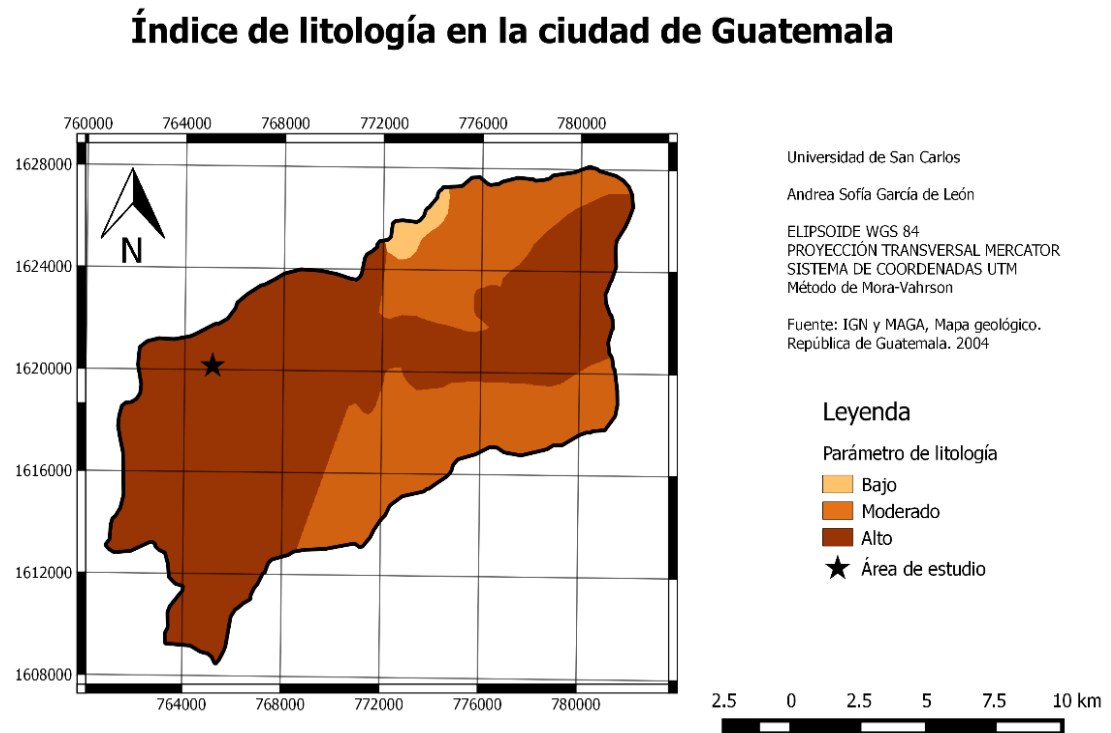 Índice de litología en la ciudad de Guatemala
760000 764000 768000 772000 776000 780000
1628000
1624000
1620000
1616000
1612000
1608000
764000 768000 772000 776000 780000
N
Universidad de San Carlos
Andrea Sofía García de León
ELIPSOIDE WGS 84
PROYECCIÓN TRANSVERSAL MERCATOR
SISTEMA DE COORDENADAS UTM
Método de Mora-Vahrson
Fuente: IGN y MAGA, Mapa geológico.
República de Guatemala. 2004
Leyenda
Parámetro de litología
Bajo
Moderado
Alto
Área de estudio
2.5 0 2.5 5 7.5 10 km